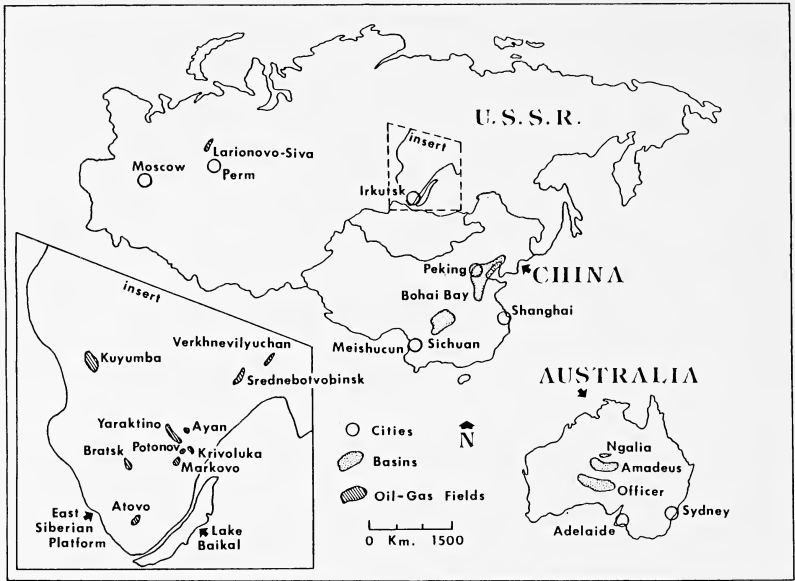 U.S.S.R.
insert
Larionovo-Siva
Moscow
Perm
Irkutsk
Peking
CHINA
Bohai Bay
Shanghai
Meishucun
Sichuan
insert
Verkhnevilyuchan
Kuyumba
Srednebotvobinsk
Yaraktino
Ayan
Bratsk
Potonov
Krivoluka
Markovo
Atovo
East
Siberian
Platform
Lake
Baikal
Cities
N
Basins
Oil-Gas Fields
0 Km. 1500
AUSTRALIA
Ngalia
Amadeus
Officer
Sydney
Adelaide